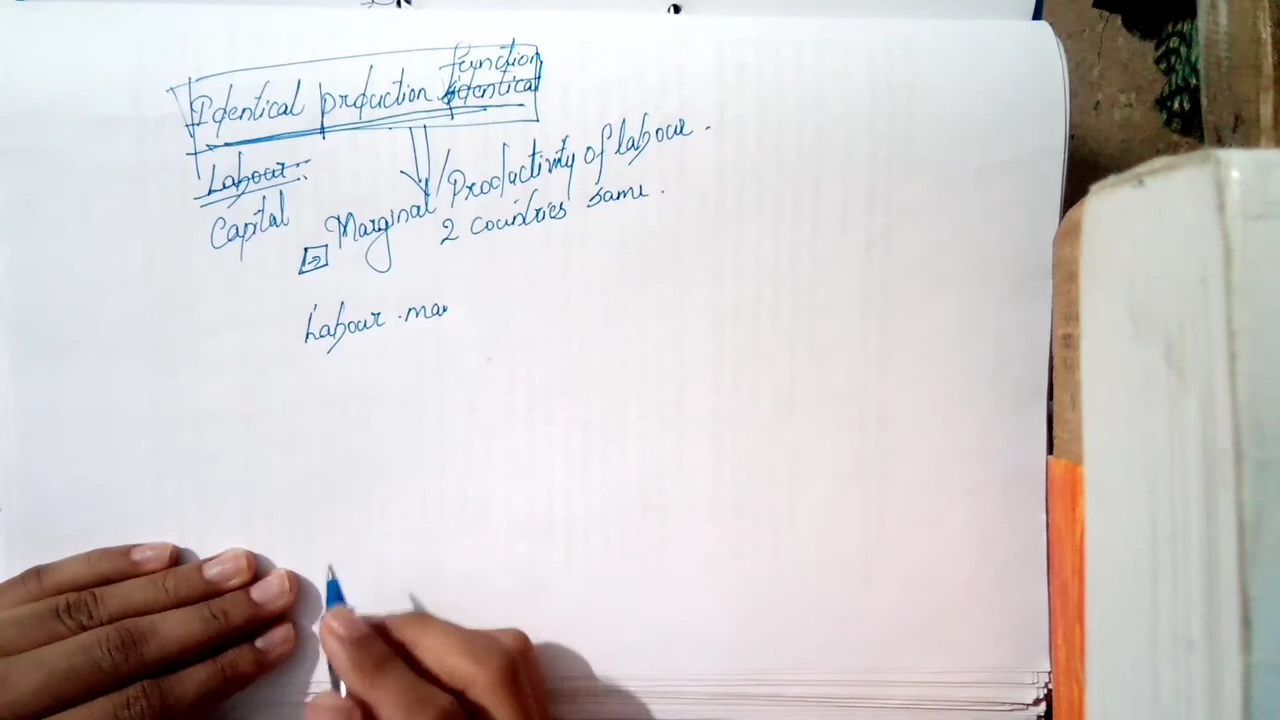 function
Identical production identical
Labour.
Capital
Marginal Productivity of labour.
2 countries same.
Labour ma